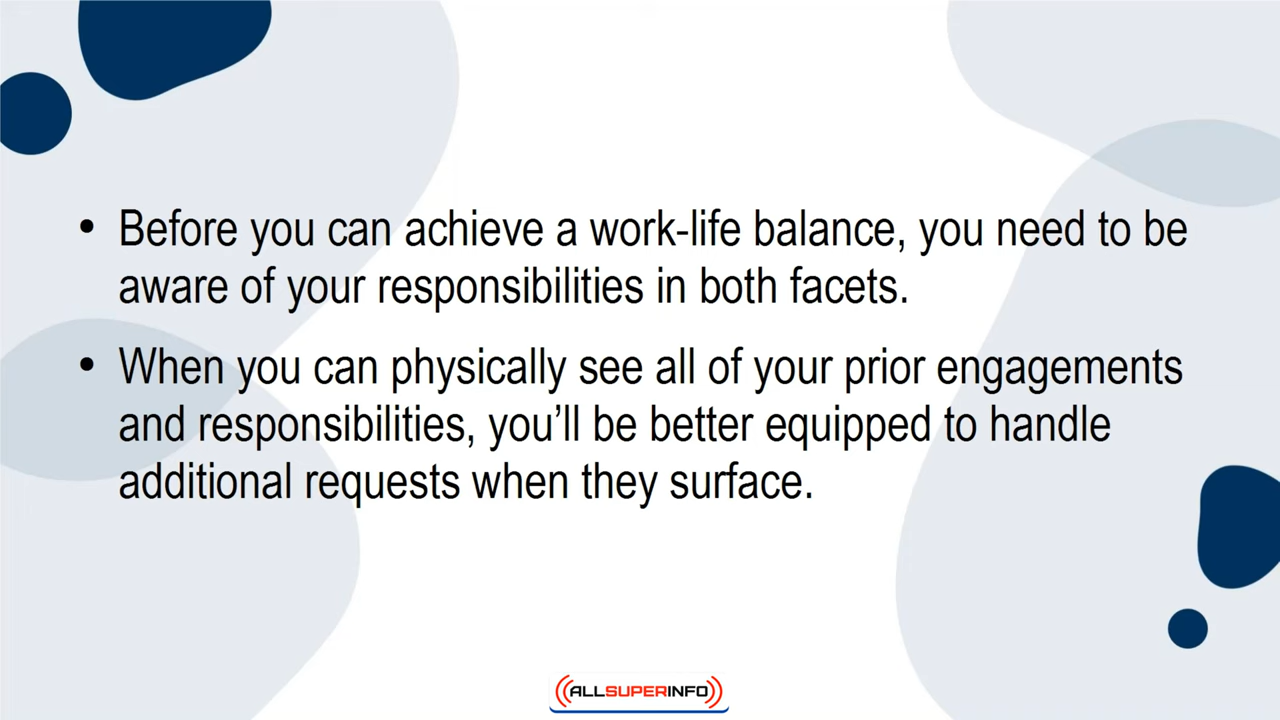 • Before you can achieve a work-life balance, you need to be
aware of your responsibilities in both facets.
• When you can physically see all of your prior engagements
and responsibilities, you’ll be better equipped to handle
additional requests when they surface.
ALLSUPERINFO